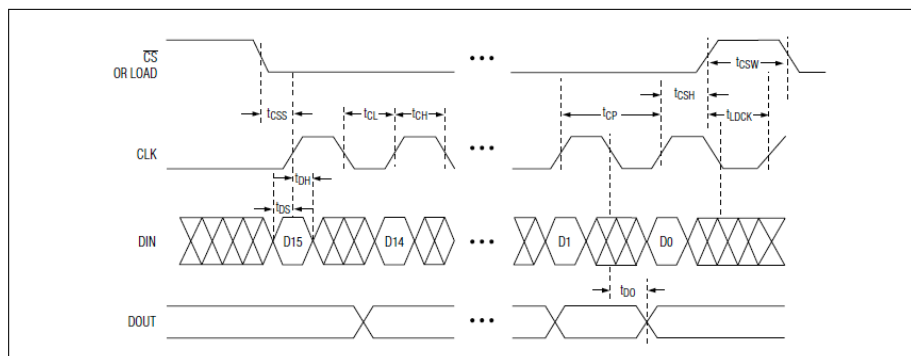 CS
OR LOAD
tCSW
tCSH
tCSS
tCL
tCH
tCP
tLDCK
CLK
tDH
tDS
DIN
D15
D14
D1
D0
tDO
DOUT